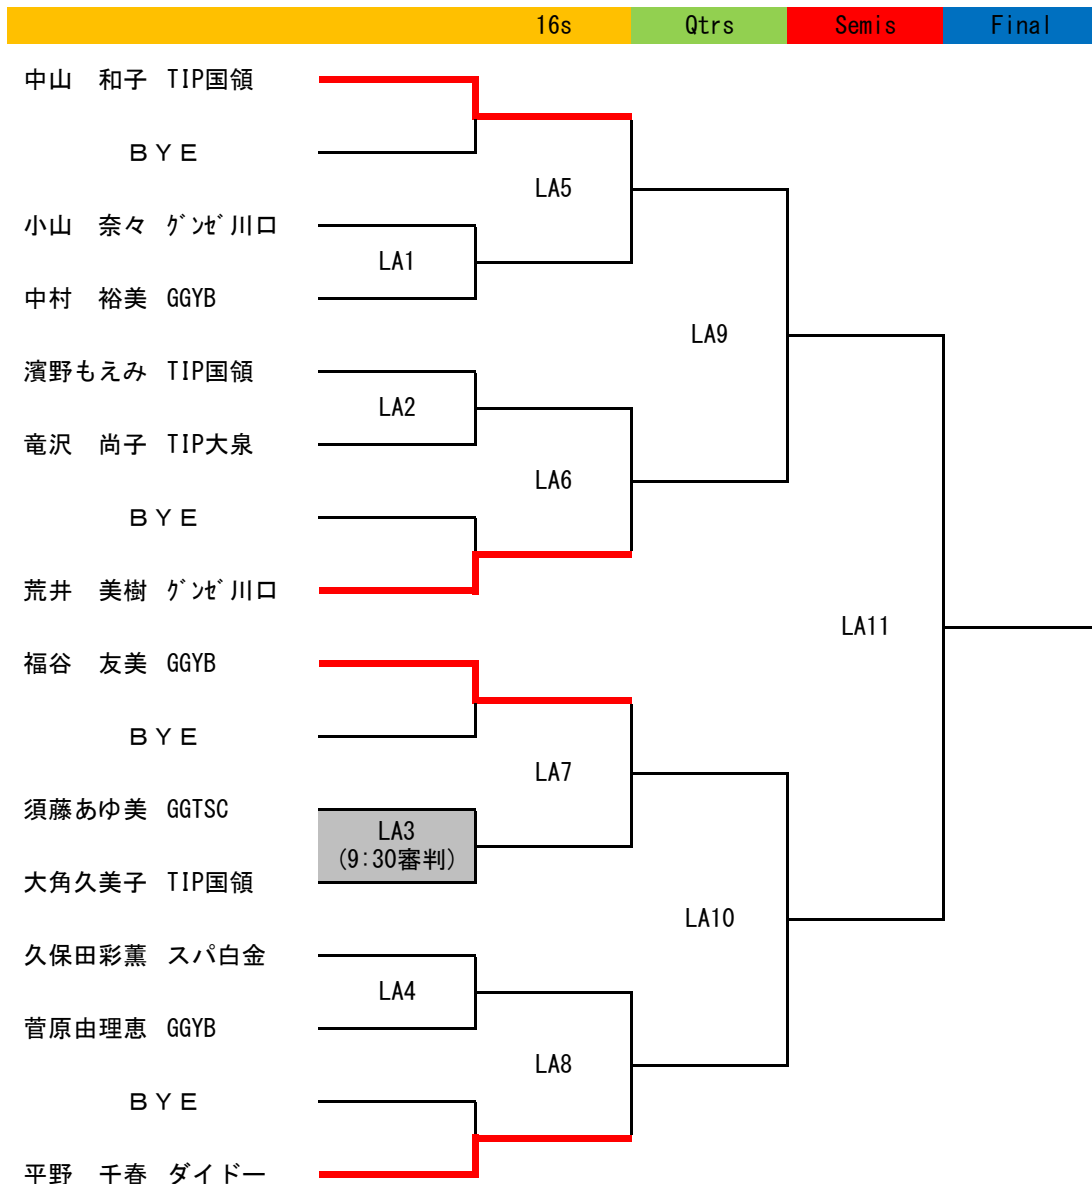 16s Qtrs Semis Final
中山　和子 TIP国領
ＢＹＥ
LA5
小山　奈々 ｸﾞﾝｾﾞ川口
LA1
中村　裕美 GGYB
LA9
濱野もえみ TIP国領
LA2
竜沢　尚子 TIP大泉
LA6
ＢＹＥ
荒井　美樹 ｸﾞﾝｾﾞ川口
LA11
福谷　友美 GGYB
ＢＹＥ
LA7
須藤あゆ美 GGTSC
LA3
(9:30審判)
大角久美子 TIP国領
LA10
久保田彩薫 スパ白金
LA4
菅原由理恵 GGYB
LA8
ＢＹＥ
平野　千春 ダイドー